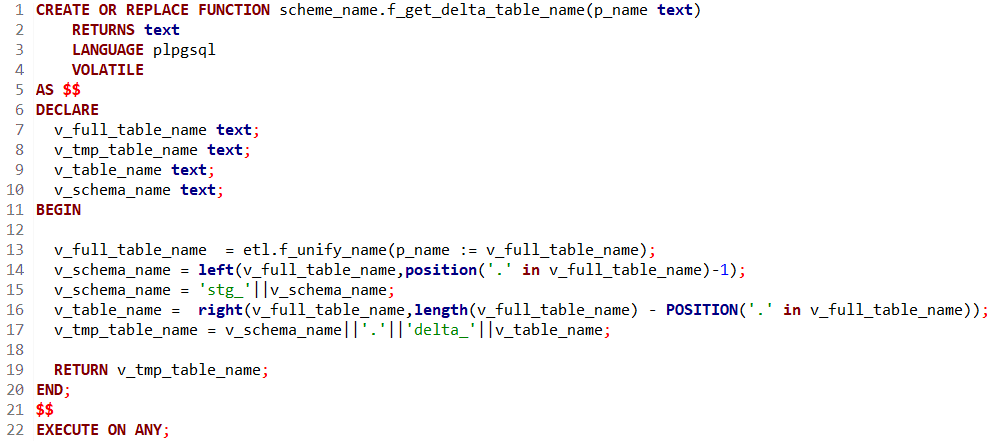 1 CREATE OR REPLACE FUNCTION scheme_name.f_get_delta_table_name(p_name text)
2     RETURNS text
3     LANGUAGE plpgsql
4     VOLATILE
5 AS $$
6 DECLARE
7   v_full_table_name text;
8   v_tmp_table_name text;
9   v_table_name text;
10   v_schema_name text;
11 BEGIN
12
13   v_full_table_name  = etl.f_unify_name(p_name := v_full_table_name);
14   v_schema_name = left(v_full_table_name,position('.' in v_full_table_name)-1);
15   v_schema_name = 'stg_'||v_schema_name;
16   v_table_name =  right(v_full_table_name,length(v_full_table_name) - POSITION('.' in v_full_table_name));
17   v_tmp_table_name = v_schema_name||'.'||'delta_'||v_table_name;
18
19   RETURN v_tmp_table_name;
20 END;
21 $$
22 EXECUTE ON ANY;